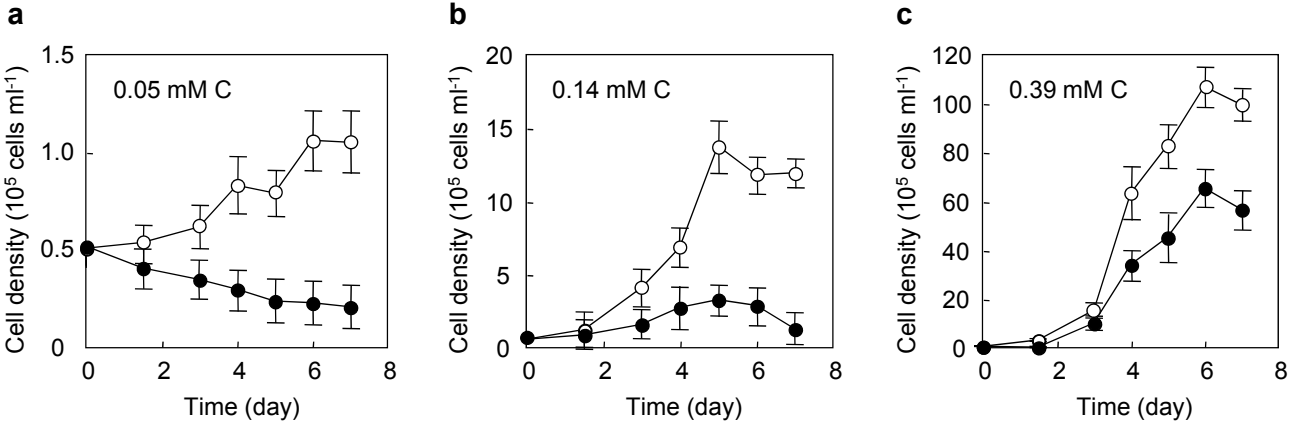 a
0.05 mM C
Cell density (10⁵ cells ml⁻¹)
1.5
1.0
0.5
0
0 2 4 6 8
Time (day)
b
0.14 mM C
Cell density (10⁵ cells ml⁻¹)
20
15
10
5
0
0 2 4 6 8
Time (day)
c
0.39 mM C
Cell density (10⁵ cells ml⁻¹)
120
100
80
60
40
20
0
0 2 4 6 8
Time (day)